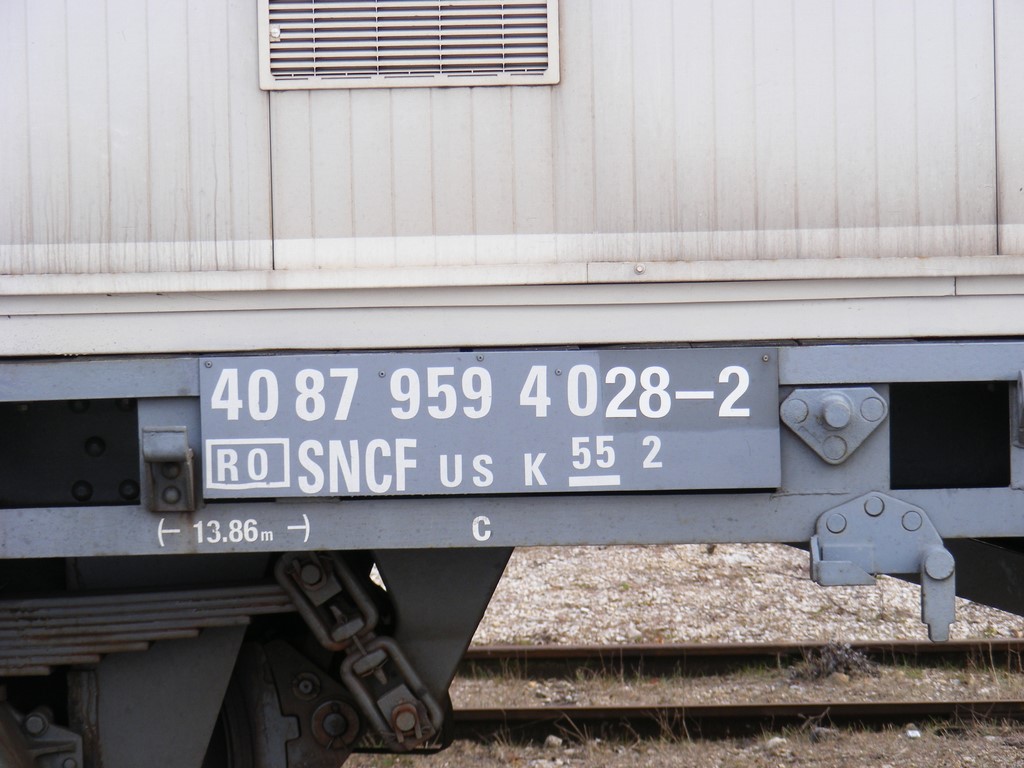 40 87 959 4 028-2
RO SNCF US K 55 2
(– 13.86m –) C